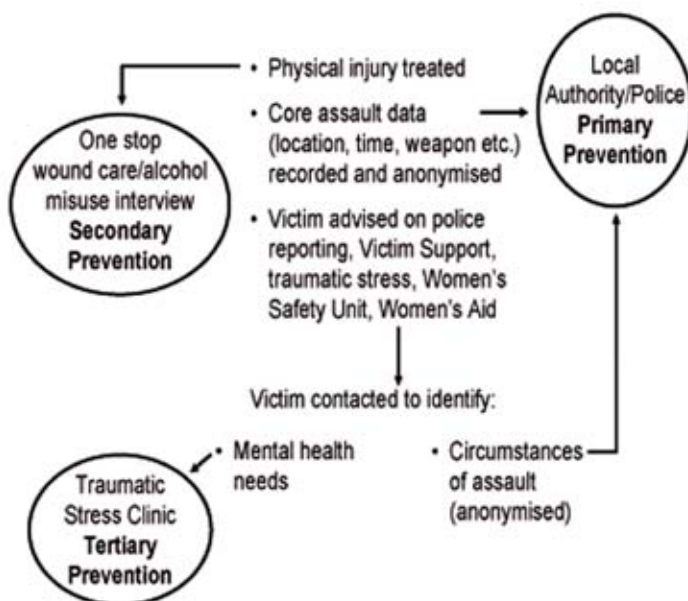 • Physical injury treated
• Core assault data
(location, time, weapon etc.)
recorded and anonymised
• Victim advised on police
reporting, Victim Support,
traumatic stress, Women's
Safety Unit, Women's Aid
Local
Authority/Police
Primary
Prevention
One stop
wound care/alcohol
misuse interview
Secondary
Prevention
Victim contacted to identify:
• Mental health
needs
• Circumstances
of assault
(anonymised)
Traumatic
Stress Clinic
Tertiary
Prevention